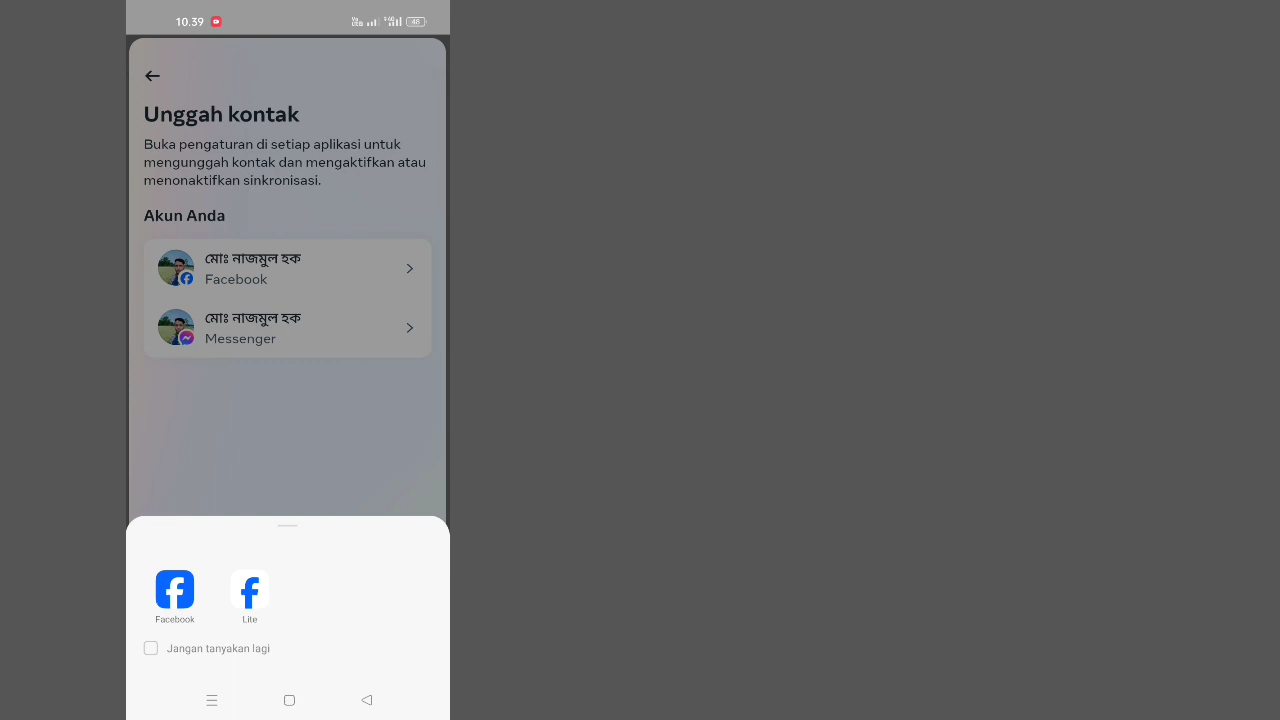 10.39
48
Unggah kontak
Buka pengaturan di setiap aplikasi untuk
mengunggah kontak dan mengaktifkan atau
menonaktifkan sinkronisasi.
Akun Anda
মোঃ নাজমুল হক
Facebook
মোঃ নাজমুল হক
Messenger
Facebook
Lite
Jangan tanyakan lagi